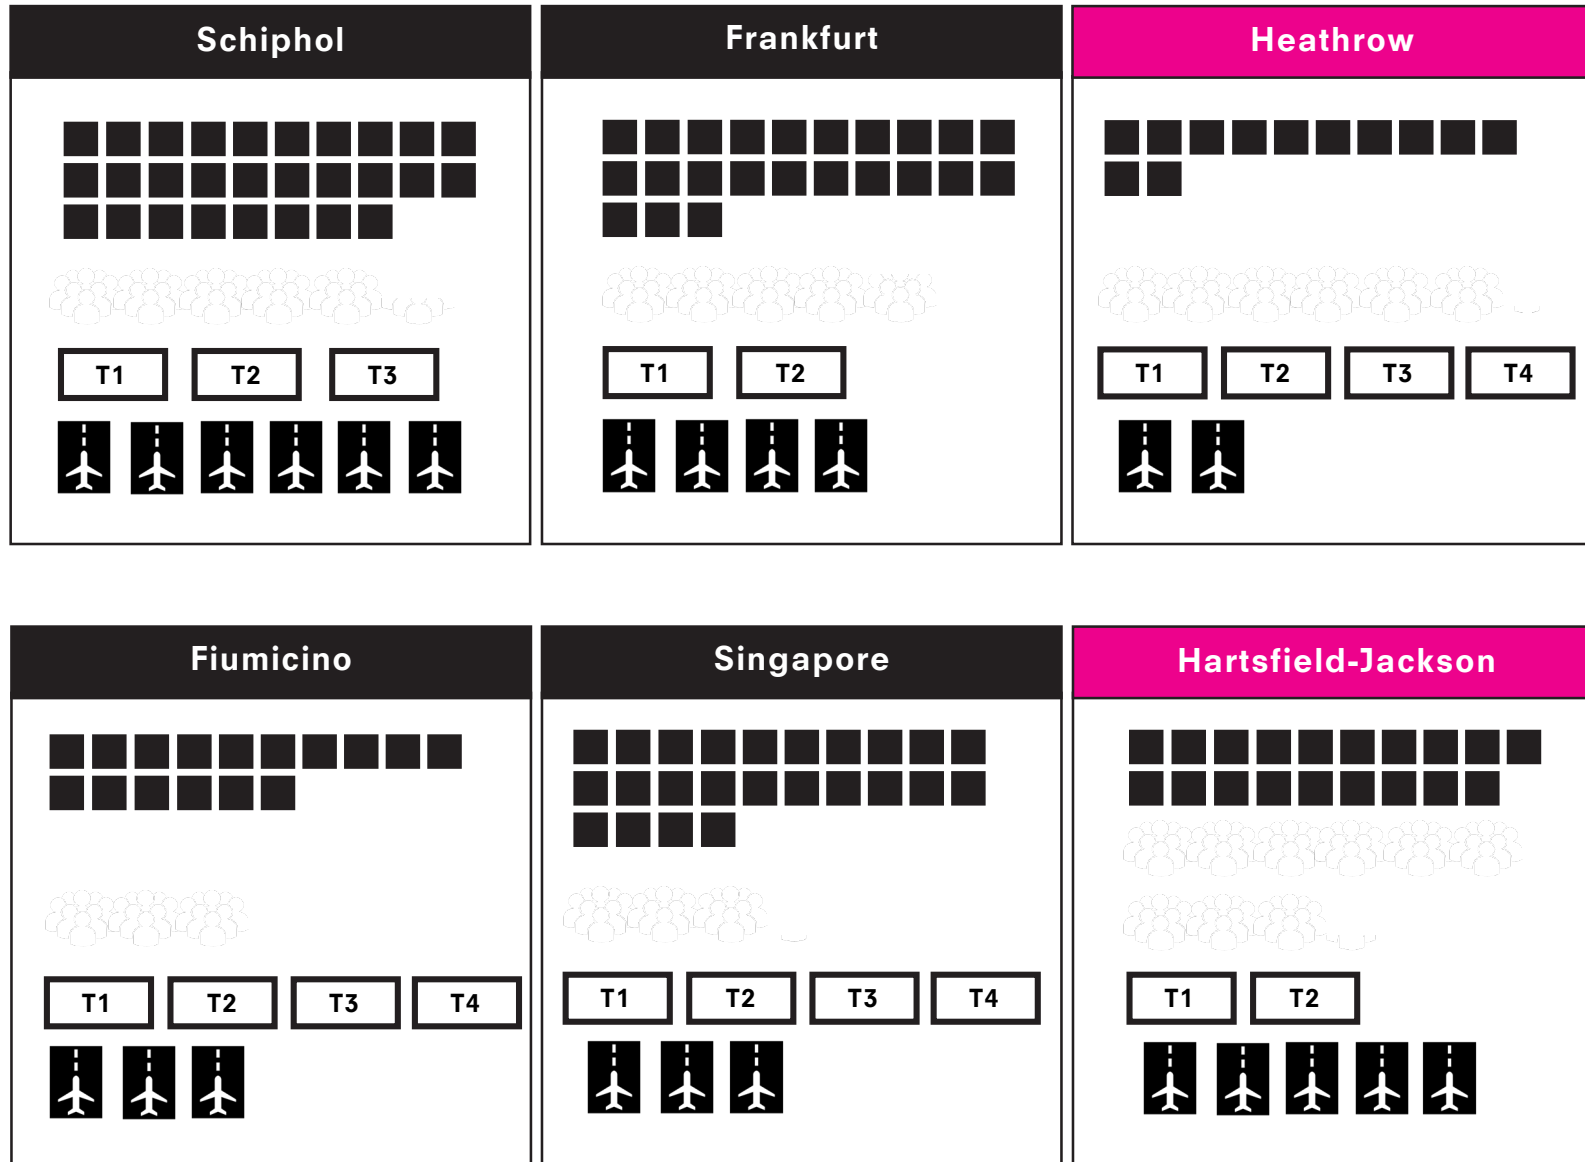 Schiphol
Frankfurt
Heathrow
T1 T2 T3
T1 T2
T1 T2 T3 T4
Fiumicino
Singapore
Hartsfield-Jackson
T1 T2 T3 T4
T1 T2 T3 T4
T1 T2